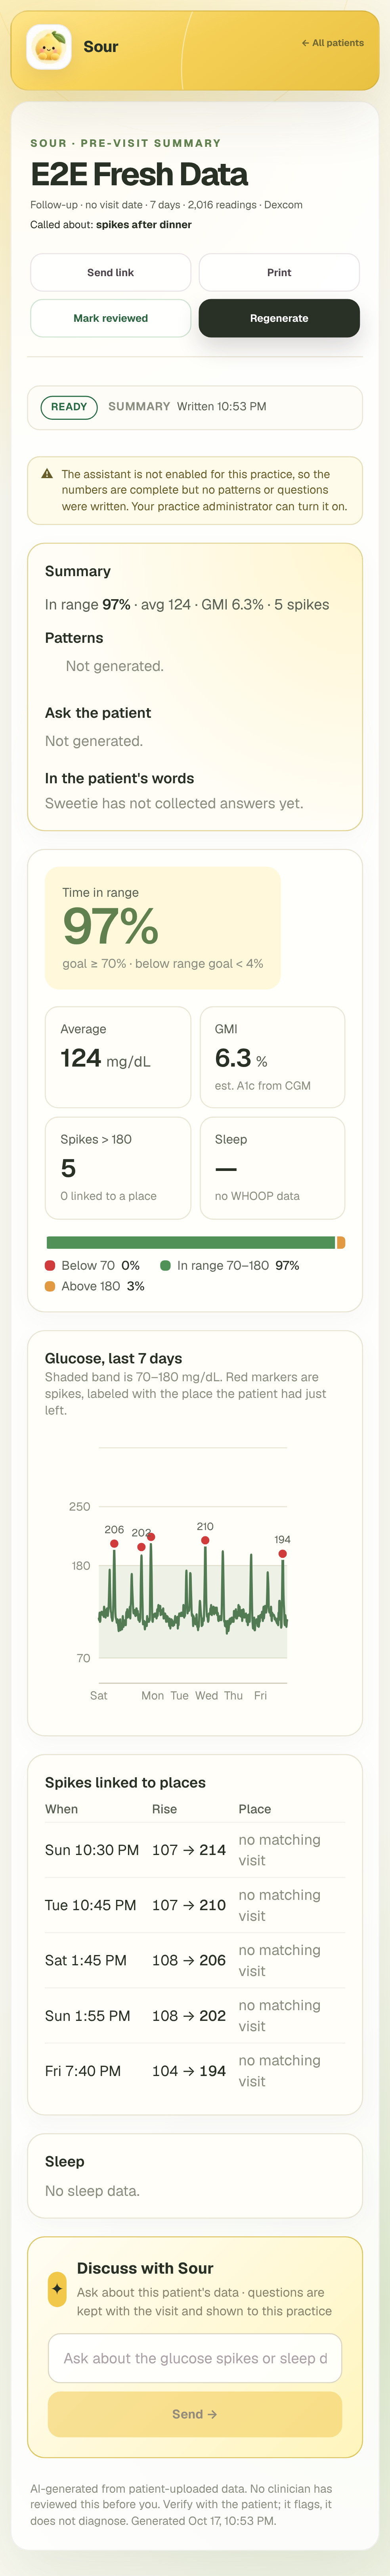 Sour
← All patients
SOUR · PRE-VISIT SUMMARY
E2E Fresh Data
Follow-up · no visit date · 7 days · 2,016 readings · Dexcom
Called about: spikes after dinner
Send link
Print
Mark reviewed
Regenerate
READY SUMMARY Written 10:53 PM
The assistant is not enabled for this practice, so the
numbers are complete but no patterns or questions
were written. Your practice administrator can turn it on.
Summary
In range 97% · avg 124 · GMI 6.3% · 5 spikes
Patterns
Not generated.
Ask the patient
Not generated.
In the patient's words
Sweetie has not collected answers yet.
Time in range
97%
goal ≥ 70% · below range goal < 4%
Average
124 mg/dL
GMI
6.3 %
est. A1c from CGM
Spikes > 180
5
0 linked to a place
Sleep
—
no WHOOP data
Below 70 0% In range 70–180 97%
Above 180 3%
Glucose, last 7 days
Shaded band is 70–180 mg/dL. Red markers are
spikes, labeled with the place the patient had just
left.
250
206 202 210 194
180
70
Sat Mon Tue Wed Thu Fri
Spikes linked to places
When Rise Place
Sun 10:30 PM 107 → 214 no matching
visit
Tue 10:45 PM 107 → 210 no matching
visit
Sat 1:45 PM 108 → 206 no matching
visit
Sun 1:55 PM 108 → 202 no matching
visit
Fri 7:40 PM 104 → 194 no matching
visit
Sleep
No sleep data.
Discuss with Sour
Ask about this patient's data · questions are
kept with the visit and shown to this practice
Ask about the glucose spikes or sleep d
Send →
AI-generated from patient-uploaded data. No clinician has
reviewed this before you. Verify with the patient; it flags, it
does not diagnose. Generated Oct 17, 10:53 PM.